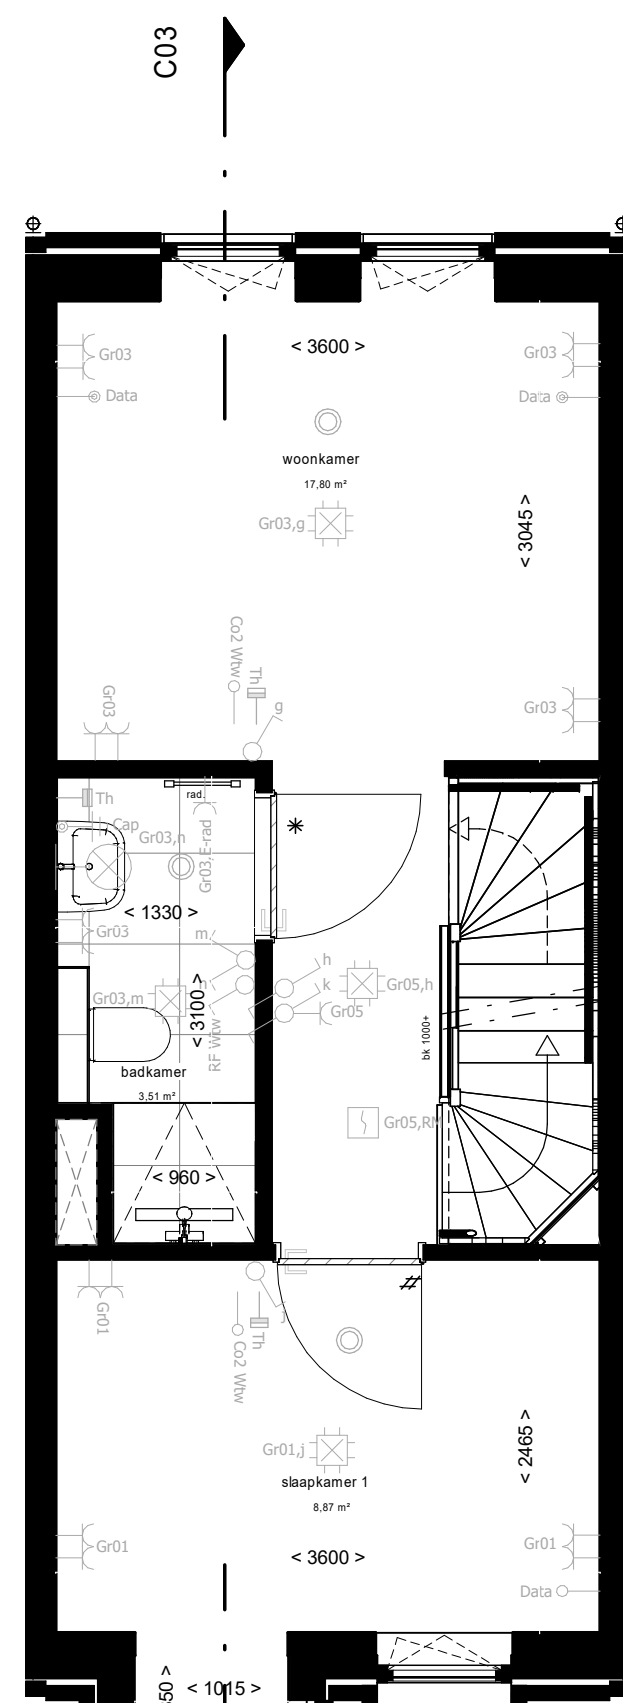 C03
< 3600 >
Gr03
Gr03
Data
Data
woonkamer
17,80 m²
Gr03,g
< 3045 >
Co2 Wtw
Th
g
Gr03
Gr03
rad.
Th
Cap
Gr03,n
Gr03,E-rad
< 1330 >
Gr03
m
n
h
k
Gr03,m
< 3100 >
RF Wtw
Gr05,h
Gr05
bk 1000+
badkamer
3,51 m²
Gr05,RM
< 960 >
Gr01
j
Th
Co2 Wtw
Gr01,j
slaapkamer 1
8,87 m²
< 2465 >
Gr01
Gr01
< 3600 >
Data
50 >
< 1015 >